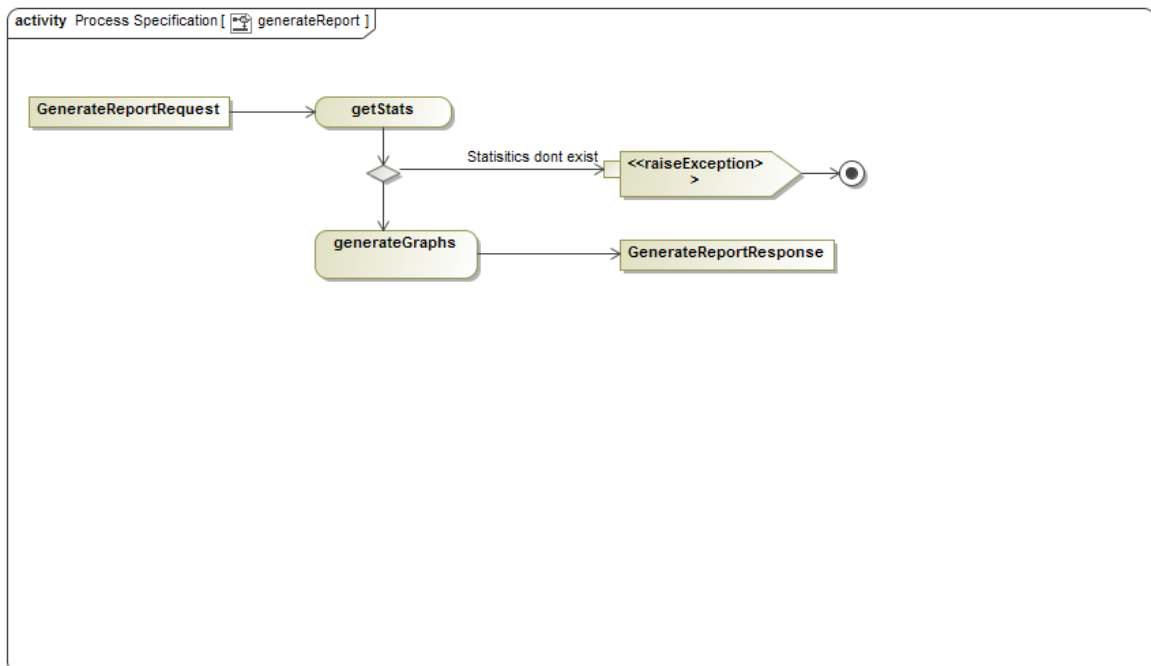 activity Process Specification [ generateReport ]
GenerateReportRequest
getStats
Statisitics dont exist
<<raiseException>
>
generateGraphs
GenerateReportResponse